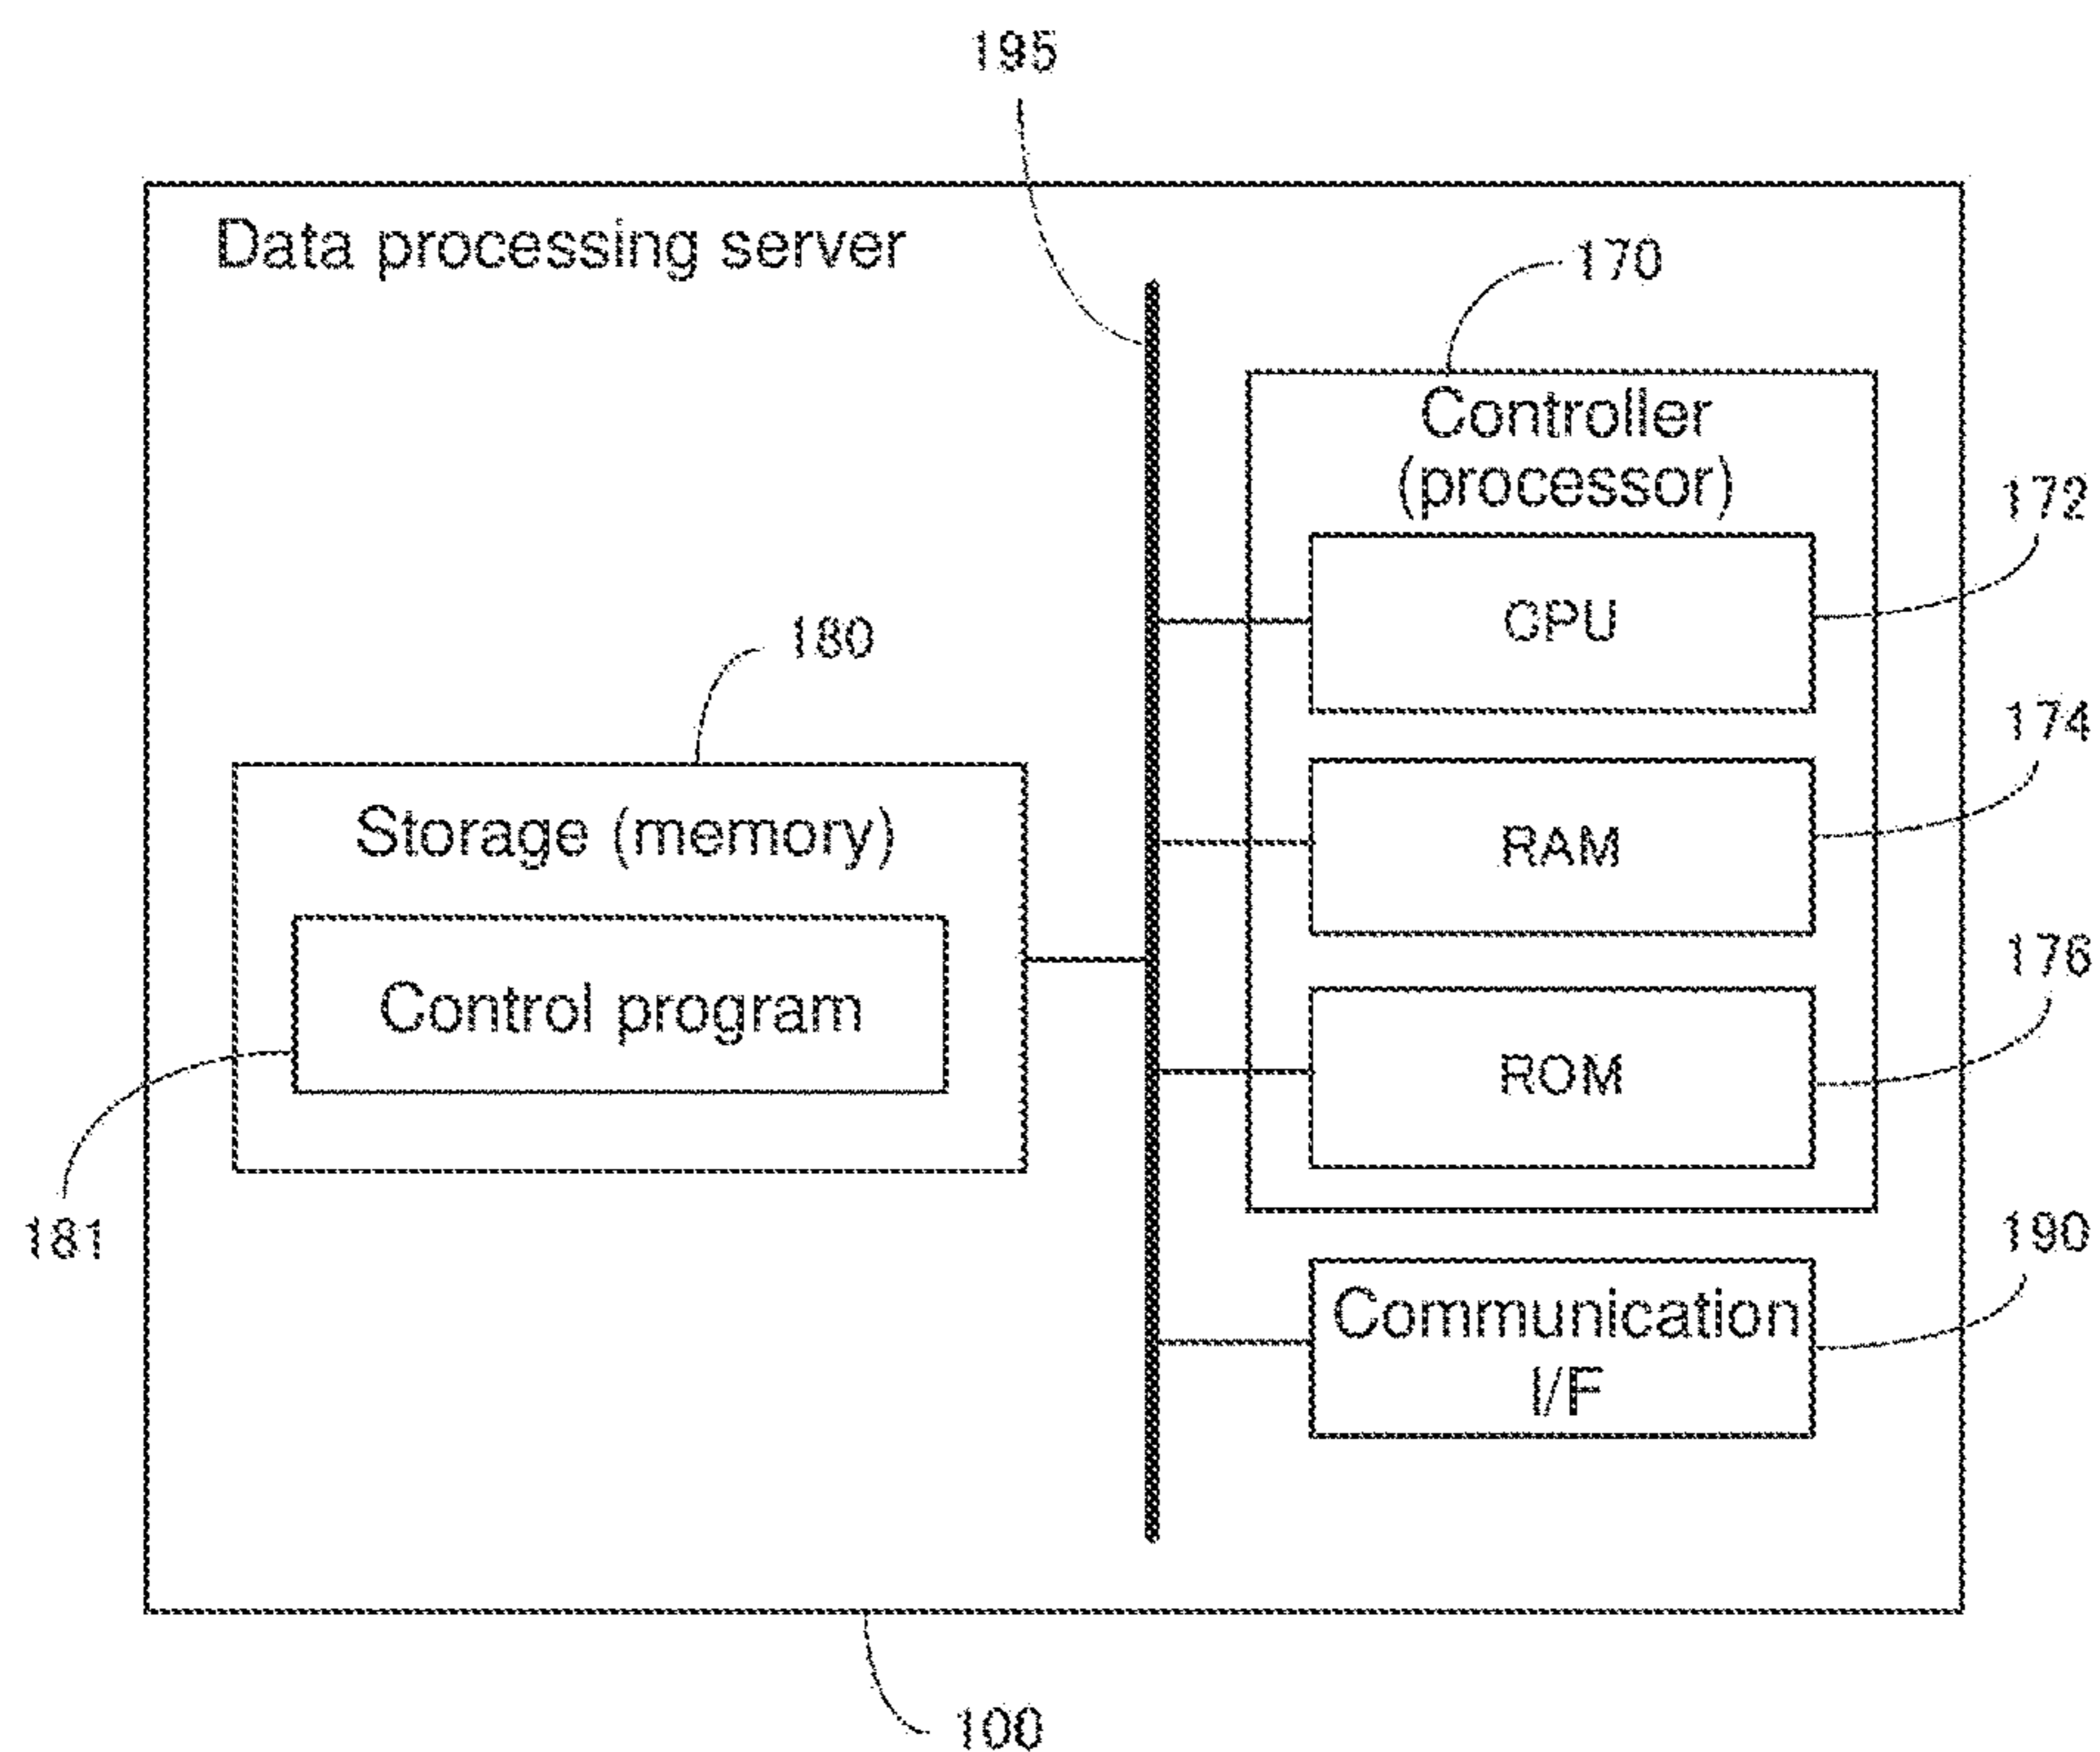 195
Data processing server
170
Controller
(processor)
172
CPU
180
174
Storage (memory)
RAM
176
Control program
ROM
181
190
Communication
I/F
100